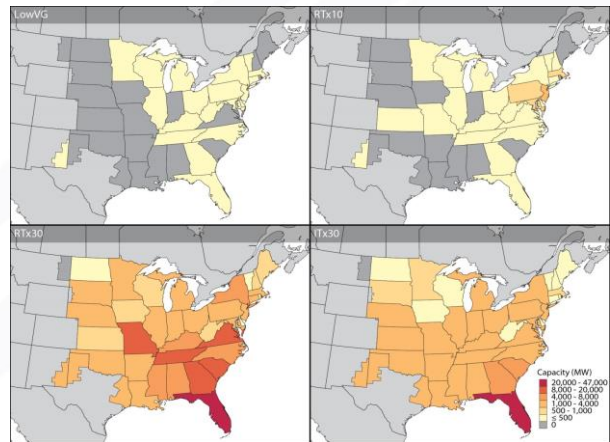 LowVG
RTx10
RTx30
ITx30
Capacity (MW)
20,000 - 47,000
8,000 - 20,000
4,000 - 8,000
1,000 - 4,000
500 - 1,000
≤ 500
0